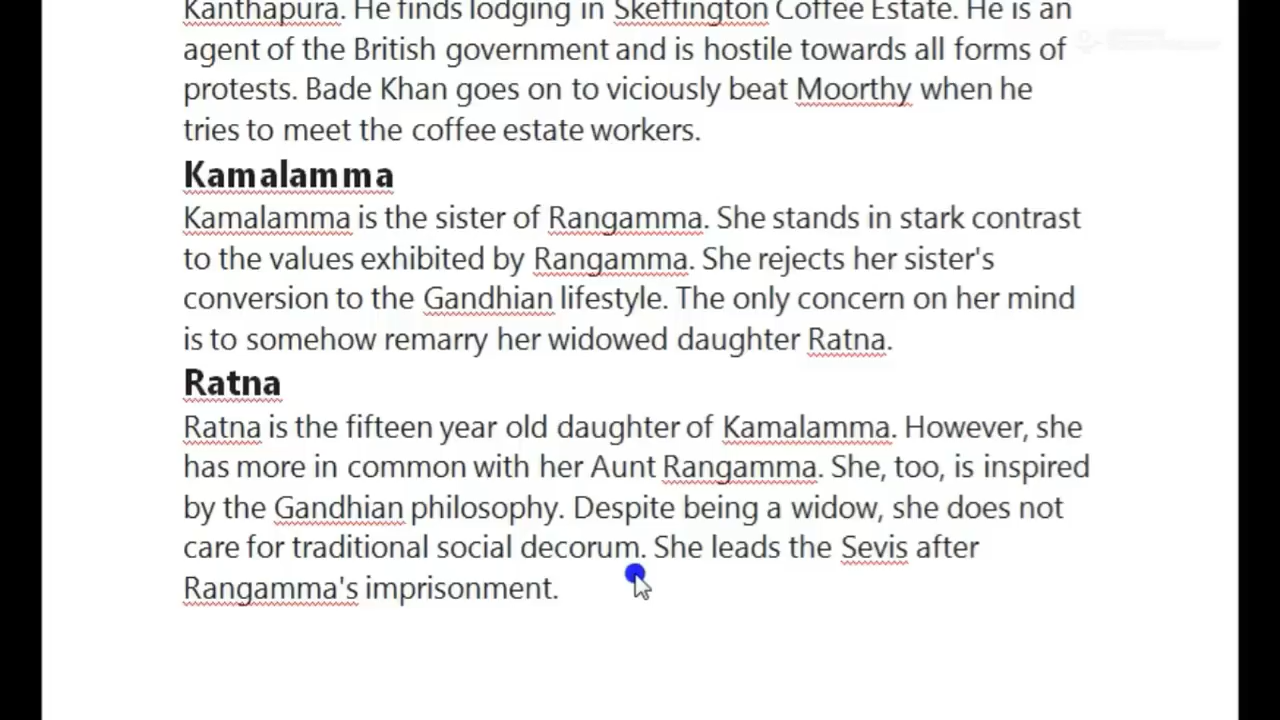 Kanthapura. He finds lodging in Skeffington Coffee Estate. He is an
agent of the British government and is hostile towards all forms of
protests. Bade Khan goes on to viciously beat Moorthy when he
tries to meet the coffee estate workers.
Kamalamma
Kamalamma is the sister of Rangamma. She stands in stark contrast
to the values exhibited by Rangamma. She rejects her sister's
conversion to the Gandhian lifestyle. The only concern on her mind
is to somehow remarry her widowed daughter Ratna.
Ratna
Ratna is the fifteen year old daughter of Kamalamma. However, she
has more in common with her Aunt Rangamma. She, too, is inspired
by the Gandhian philosophy. Despite being a widow, she does not
care for traditional social decorum. She leads the Sevis after
Rangamma's imprisonment.